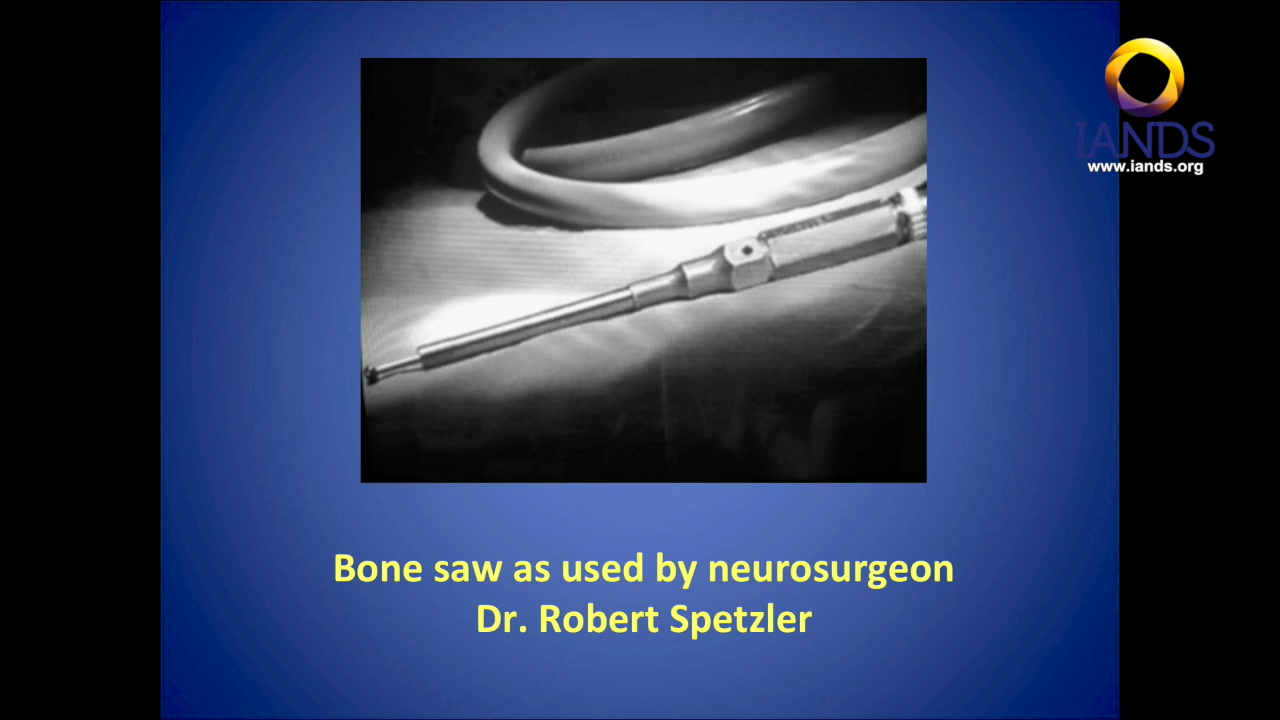 IANDS
www.iands.org
Bone saw as used by neurosurgeon
Dr. Robert Spetzler